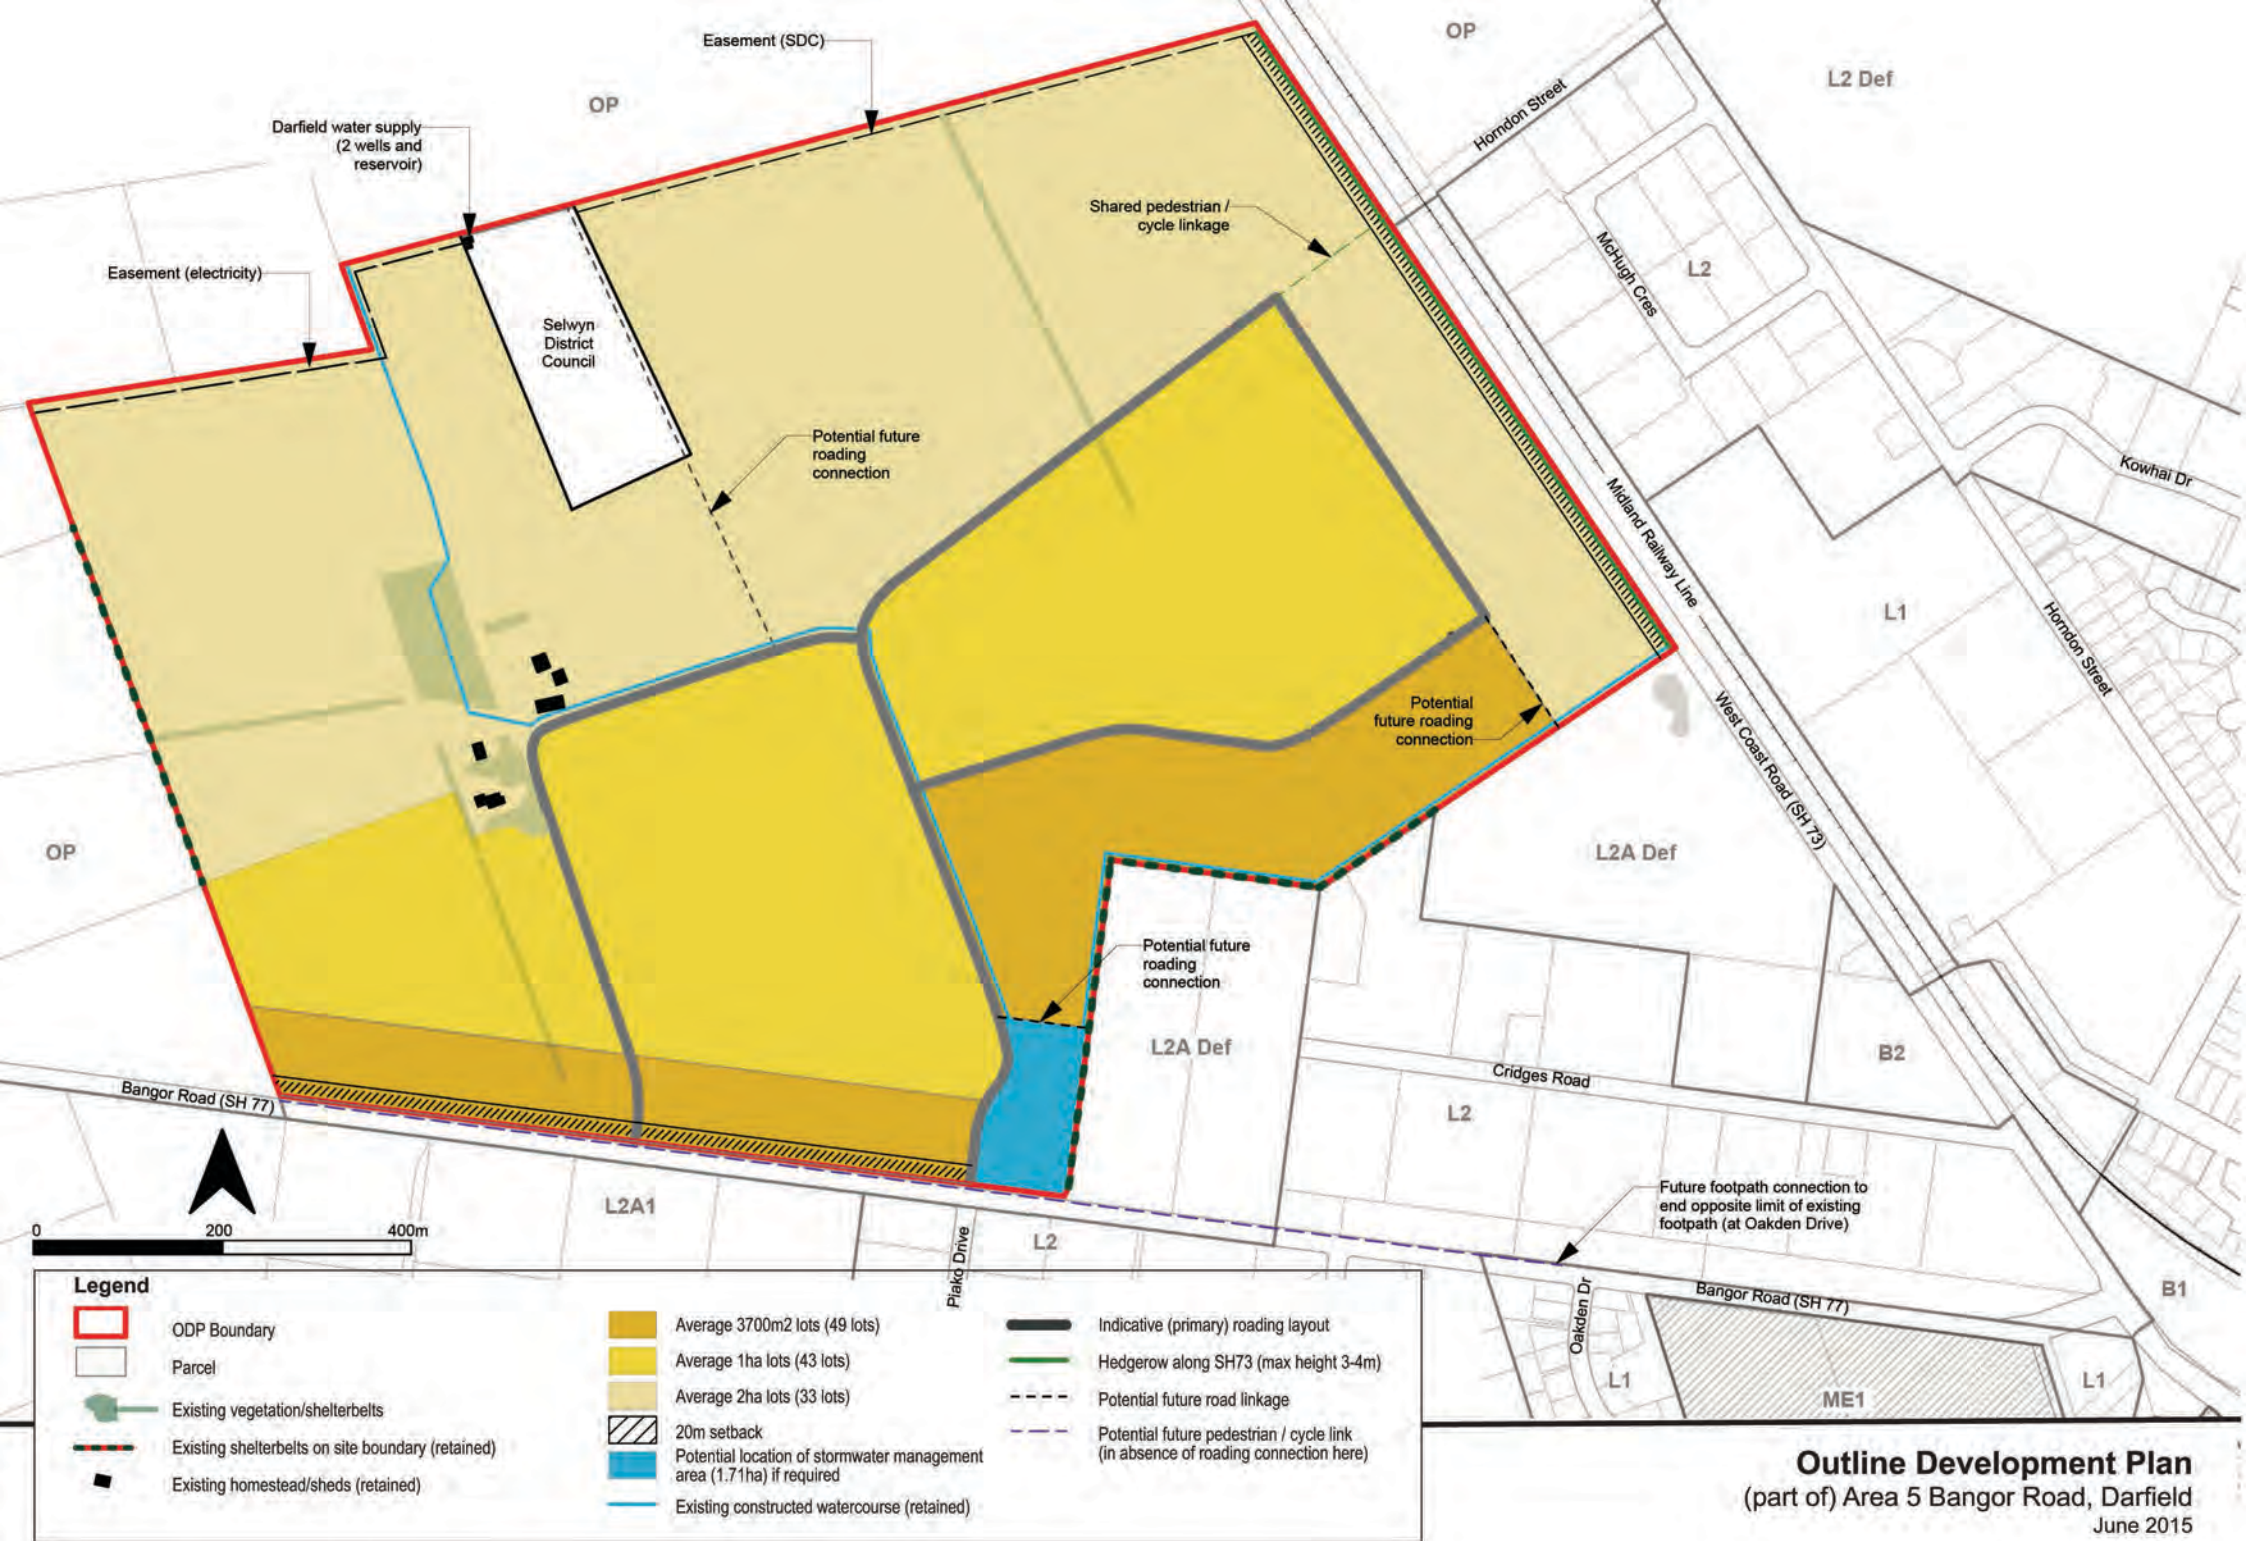 Easement (SDC)
OP
OP
L2 Def
Darfield water supply
(2 wells and
reservoir)
Horndon Street
Shared pedestrian /
cycle linkage
McHugh Cres
L2
Easement (electricity)
Selwyn
District
Council
Potential future
roading
connection
Kowhai Dr
Midland Railway Line
L1
Horndon Street
Potential
future roading
connection
West Coast Road (SH 73)
OP
L2A Def
Potential future
roading
connection
L2A Def
B2
Cridges Road
L2
Bangor Road (SH 77)
L2A1
Future footpath connection to
end opposite limit of existing
footpath (at Oakden Drive)
0 200 400m
Piako Drive
L2
Oakden Dr
Bangor Road (SH 77)
B1
L1
ME1
L1
Legend
ODP Boundary
Parcel
Existing vegetation/shelterbelts
Existing shelterbelts on site boundary (retained)
Existing homestead/sheds (retained)
Average 3700m2 lots (49 lots)
Average 1ha lots (43 lots)
Average 2ha lots (33 lots)
20m setback
Potential location of stormwater management
area (1.71ha) if required
Existing constructed watercourse (retained)
Indicative (primary) roading layout
Hedgerow along SH73 (max height 3-4m)
Potential future road linkage
Potential future pedestrian / cycle link
(in absence of roading connection here)
Outline Development Plan
(part of) Area 5 Bangor Road, Darfield
June 2015